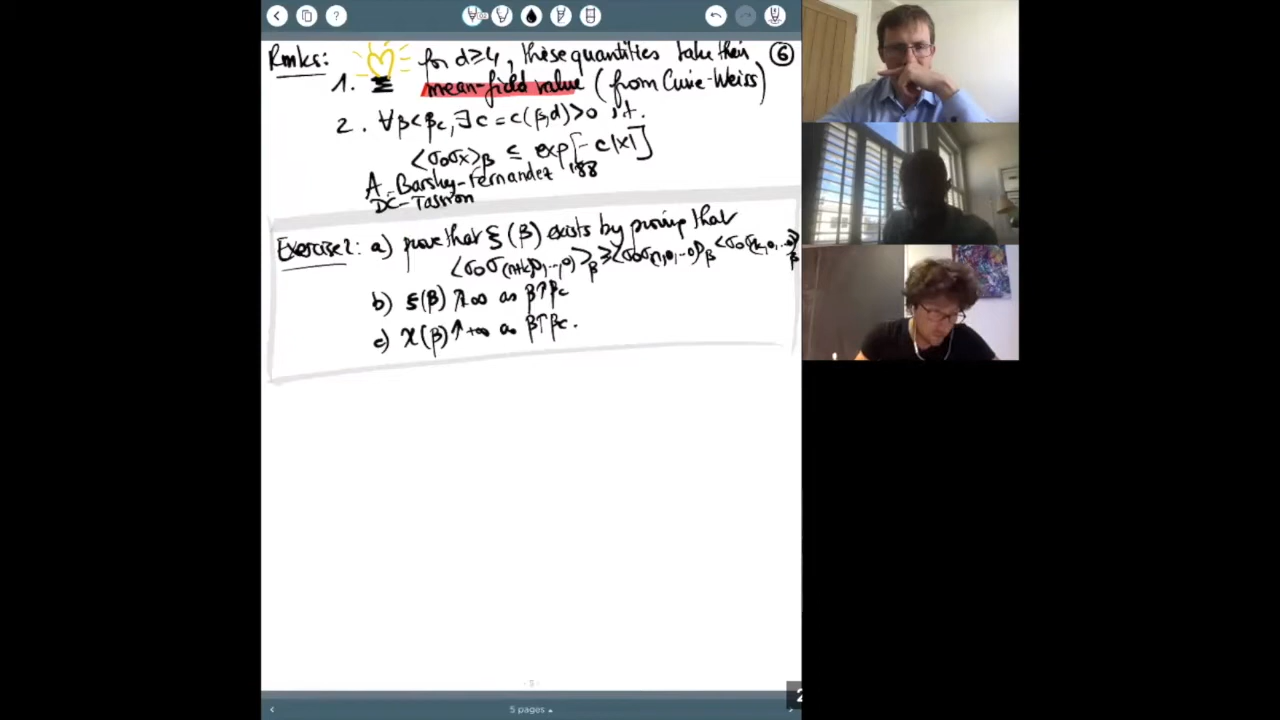 Rmks:
for d≥4, these quantities take their ⑥
1. mean-field value (from Curie-Weiss)
2. ∀β<βc, ∃c = c(β,d)>0 s.t.
<σ0σx>β ≤ exp[-c|x|]
A-Barsky-Fernandez '88
DC-Tassion
Exercise 2: a) prove that ξ(β) exists by proving that
<σ0σ(n+k,0,...,0)>β ≥ <σ0σ(n,0,...0)>β <σ0σ(k,0,...0)>β
b) ξ(β) ↗+∞ as β↑βc
c) χ(β)↑+∞ as β↑βc.
- 5 -
5 pages
2